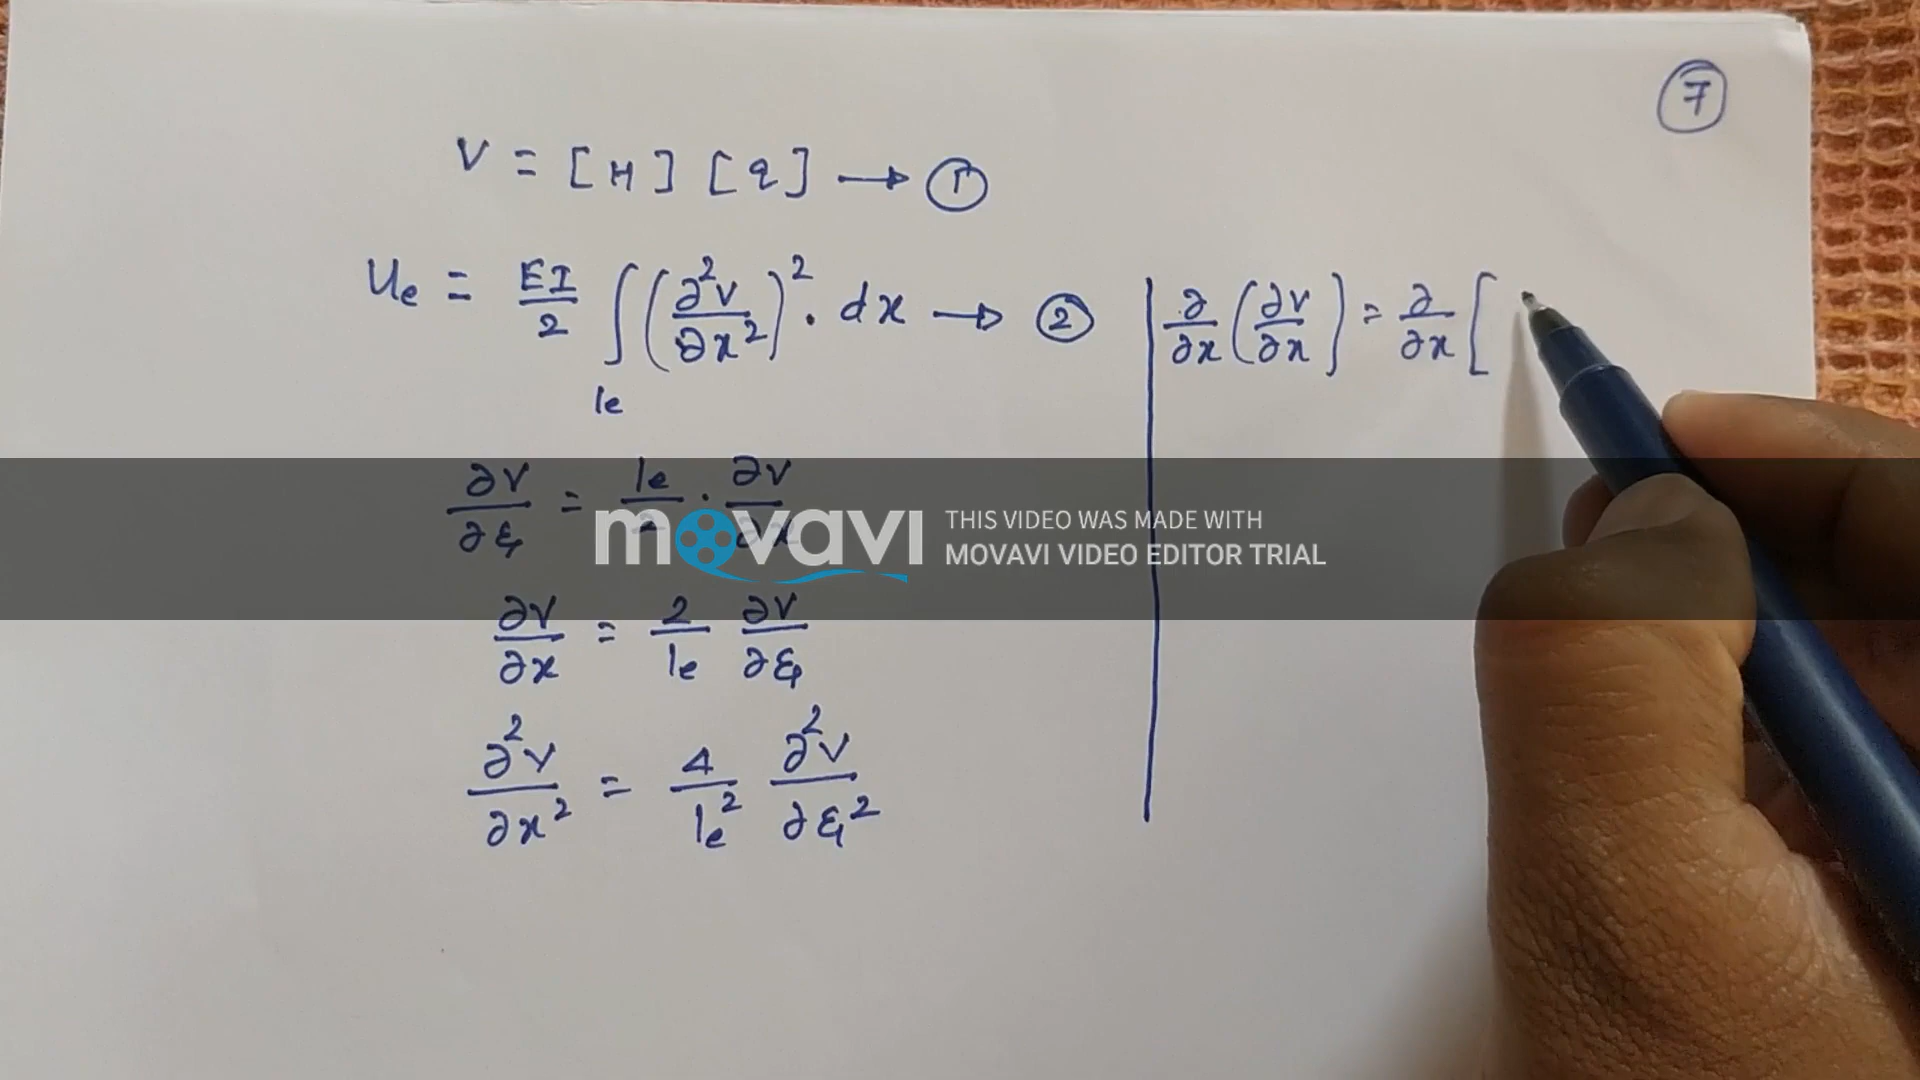 7
V = [H] [q] → 1
Ue = EI/2 ∫le (∂²v/∂x²)² · dx → 2
∂/∂x (∂v/∂x) = ∂/∂x [
∂v/∂ξ = le/2 · ∂v/∂x
movavi THIS VIDEO WAS MADE WITH
MOVAVI VIDEO EDITOR TRIAL
∂v/∂x = 2/le ∂v/∂ξ
∂²v/∂x² = 4/le² ∂²v/∂ξ²